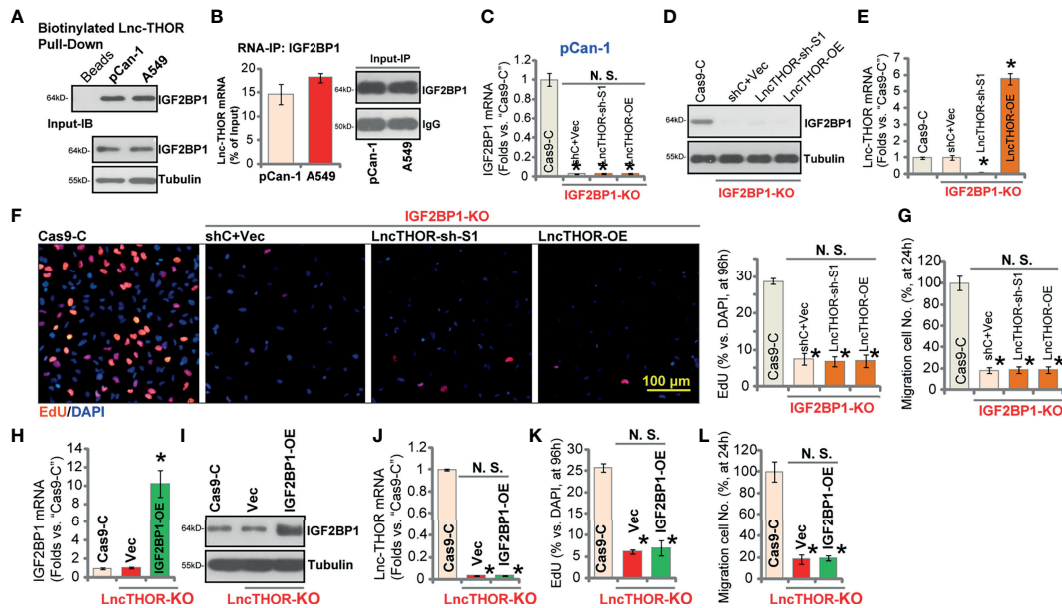 A
Biotinylated Lnc-THOR
Pull-Down
Beads
pCan-1
A549
64kD-
IGF2BP1
Input-IB
64kD-
IGF2BP1
55kD-
Tubulin
B
RNA-IP: IGF2BP1
Lnc-THOR mRNA
(% of Input)
25
20
15
10
5
0
pCan-1 A549
Input-IP
64kD-
IGF2BP1
50kD-
IgG
pCan-1
A549
C
pCan-1
IGF2BP1 mRNA
(Folds vs. "Cas9-C")
1.2
1
0.8
0.6
0.4
0.2
0
N. S.
Cas9-C
shC+Vec
LncTHOR-sh-S1
LncTHOR-OE
* * *
IGF2BP1-KO
D
Cas9-C
shC+Vec
LncTHOR-sh-S1
LncTHOR-OE
64kD-
IGF2BP1
55kD-
Tubulin
IGF2BP1-KO
E
Lnc-THOR mRNA
(Folds vs. "Cas9-C")
7
6
5
4
3
2
1
0
Cas9-C
shC+Vec
LncTHOR-sh-S1
*
LncTHOR-OE
*
IGF2BP1-KO
F
IGF2BP1-KO
Cas9-C
shC+Vec
LncTHOR-sh-S1
LncTHOR-OE
EdU/DAPI
100 μm
EdU (% vs. DAPI, at 96h)
35
30
25
20
15
10
5
0
N. S.
Cas9-C
shC+Vec
LncTHOR-sh-S1
LncTHOR-OE
* * *
IGF2BP1-KO
G
Migration cell No. (%, at 24h)
120
100
80
60
40
20
0
N. S.
Cas9-C
shC+Vec
LncTHOR-sh-S1
LncTHOR-OE
* * *
IGF2BP1-KO
H
IGF2BP1 mRNA
(Folds vs. "Cas9-C")
14
12
10
8
6
4
2
0
Cas9-C
Vec
IGF2BP1-OE
*
LncTHOR-KO
I
Cas9-C
Vec
IGF2BP1-OE
64kD-
IGF2BP1
55kD-
Tubulin
LncTHOR-KO
J
Lnc-THOR mRNA
(Folds vs. "Cas9-C")
1.2
1
0.8
0.6
0.4
0.2
0
N. S.
Cas9-C
Vec
IGF2BP1-OE
* *
LncTHOR-KO
K
EdU (% vs. DAPI, at 96h)
30
25
20
15
10
5
0
N. S.
Cas9-C
Vec
IGF2BP1-OE
* *
LncTHOR-KO
L
Migration cell No. (%, at 24h)
120
100
80
60
40
20
0
N. S.
Cas9-C
Vec
IGF2BP1-OE
* *
LncTHOR-KO